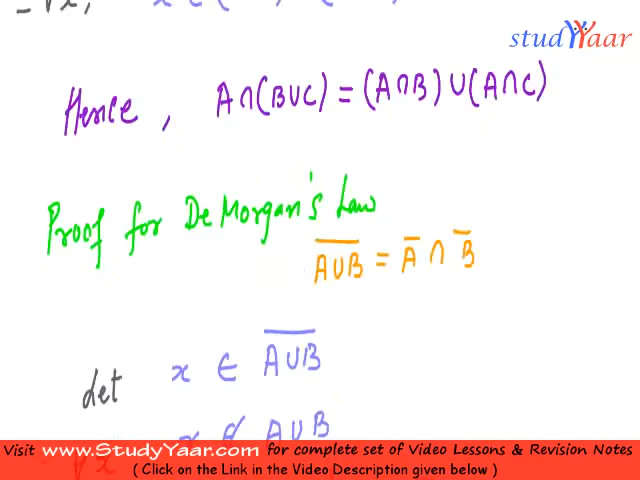 studYYaar
Hence, A∩(B∪C) = (A∩B) ∪ (A∩C)
Proof for De Morgan's Law
A̅∪̅B̅ = A̅ ∩ B̅
Let x ∈ A̅∪̅B̅
x ∉ A∪B
Visit www.StudyYaar.com for complete set of Video Lessons & Revision Notes
( Click on the Link in the Video Description given below )